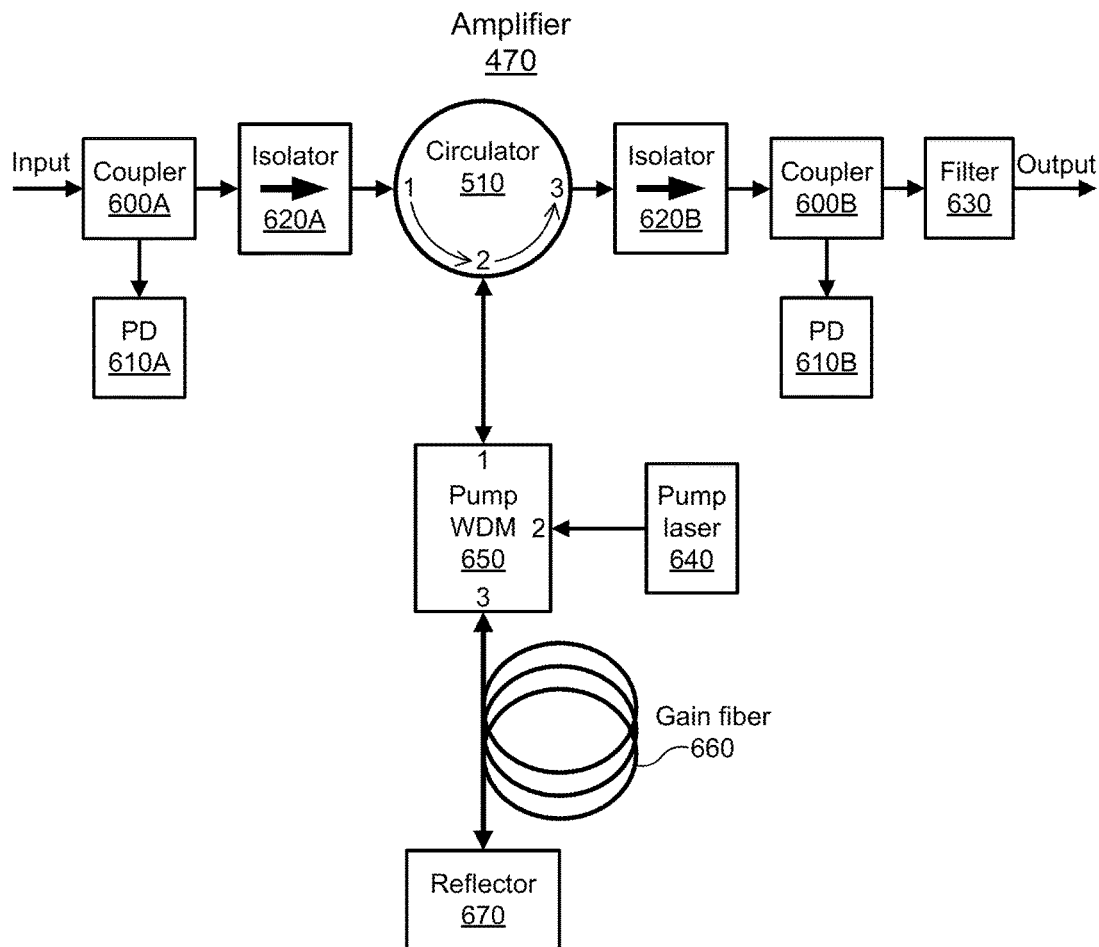 Amplifier
470
Input
Coupler
600A
Isolator
620A
Circulator
510
1
2
3
Isolator
620B
Coupler
600B
Filter
630
Output
PD
610A
PD
610B
1
Pump
WDM
650
2
3
Pump
laser
640
Gain fiber
660
Reflector
670